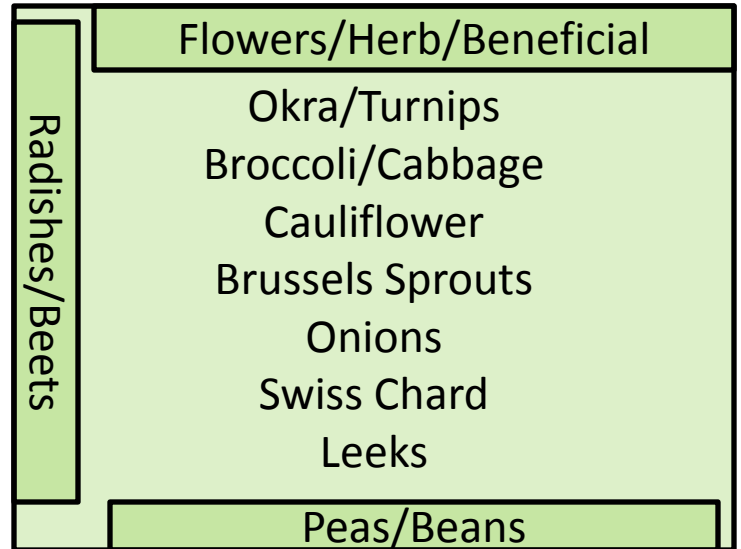 Flowers/Herb/Beneficial
Radishes/Beets
Okra/Turnips
Broccoli/Cabbage
Cauliflower
Brussels Sprouts
Onions
Swiss Chard
Leeks
Peas/Beans